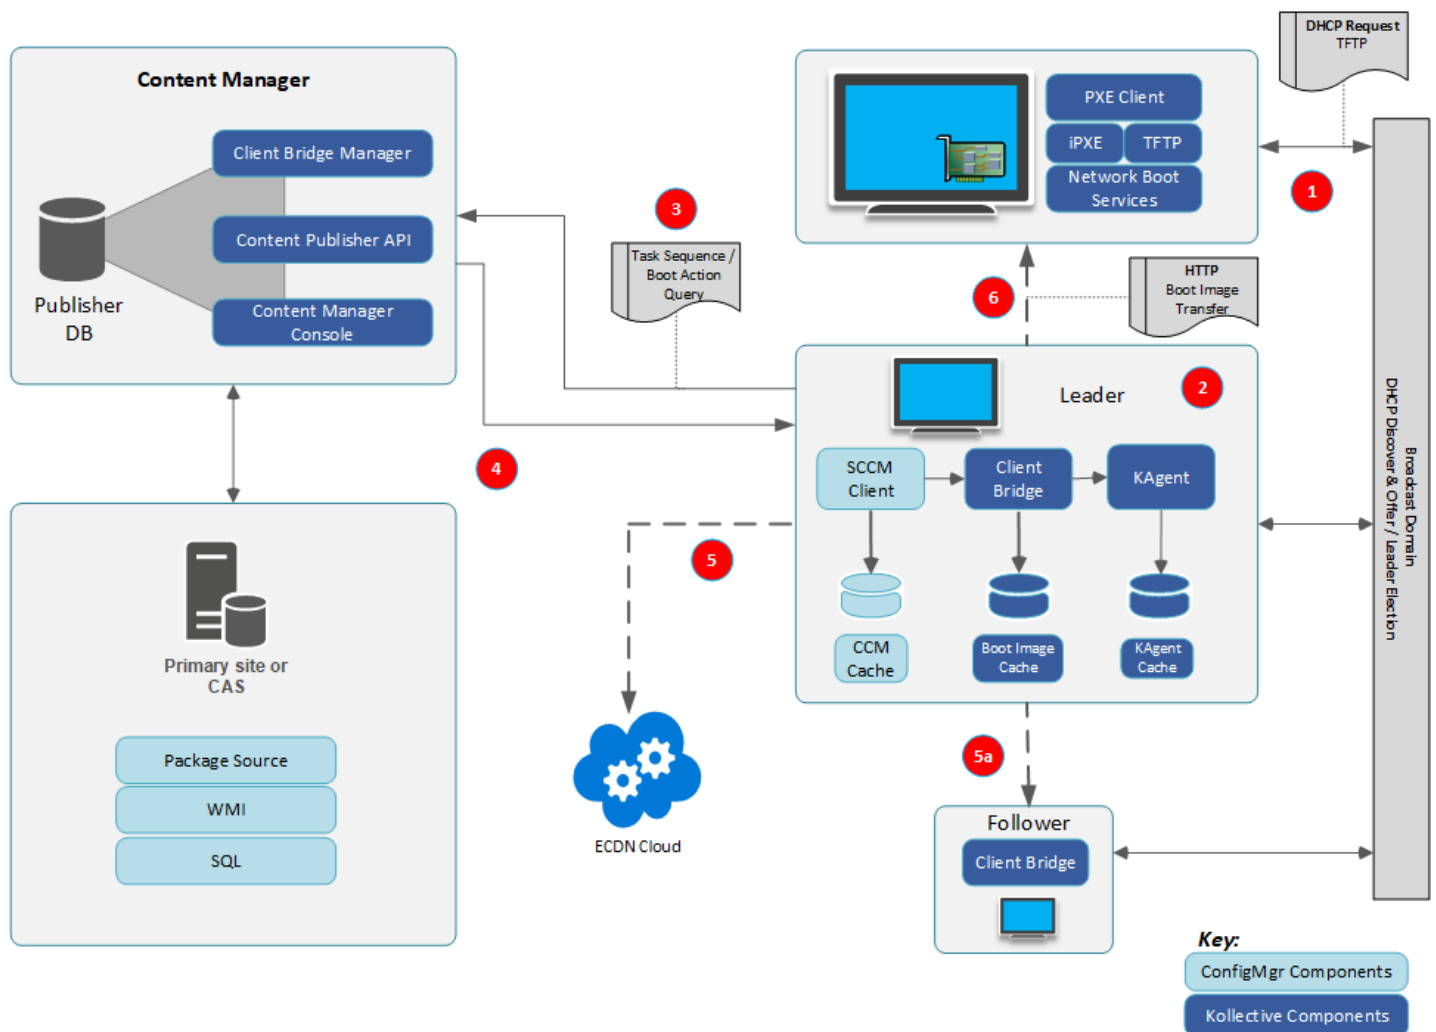 DHCP Request
TFTP
Content Manager
Client Bridge Manager
Content Publisher API
Content Manager
Console
Publisher
DB
3
Task Sequence /
Boot Action
Query
PXE Client
iPXE
TFTP
Network Boot
Services
1
6
HTTP
Boot Image
Transfer
Leader
2
SCCM
Client
Client
Bridge
KAgent
CCM
Cache
Boot Image
Cache
KAgent
Cache
4
5
Primary site or
CAS
Package Source
WMI
SQL
ECDN Cloud
5a
Follower
Client Bridge
Broadcast Domain
DHCP Discover & Offer / Leader Election
Key:
ConfigMgr Components
Kollective Components